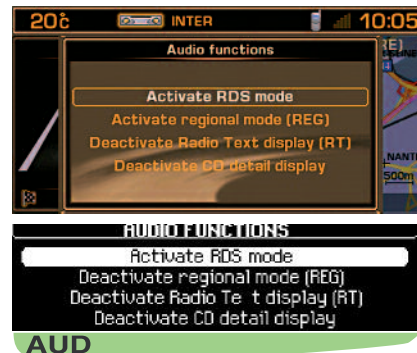 20c INTER 10:05
Audio functions
RE)
Activate RDS mode
Activate regional mode (REG)
Deactivate Radio Text display (RT)
Deactivate CD detail display
NANT
500m
AUDIO FUNCTIONS
Activate RDS mode
Deactivate regional mode (REG)
Deactivate Radio Te t display (RT)
Deactivate CD detail display
AUD